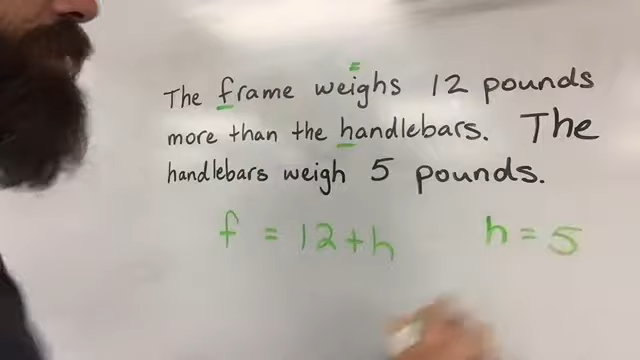 The frame weighs 12 pounds
more than the handlebars. The
handlebars weigh 5 pounds.
f = 12 + h h = 5